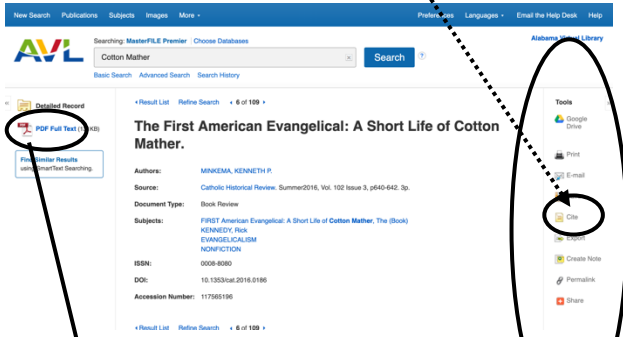 New Search Publications Subjects Images More Preferences Languages Email the Help Desk Help
Alabama Virtual Library
AVL
Searching: MasterFILE Premier Choose Databases
Cotton Mather Search ?
Basic Search Advanced Search Search History
Detailed Record
PDF Full Text
Find Similar Results
using SmartText Searching.
Result List Refine Search 6 of 109
The First American Evangelical: A Short Life of Cotton
Mather.
Authors: MINKEMA, KENNETH P.
Source: Catholic Historical Review. Summer2016, Vol. 102 Issue 3, p640-642. 3p.
Document Type: Book Review
Subjects: FIRST American Evangelical: A Short Life of Cotton Mather, The (Book)
KENNEDY, Rick
EVANGELICALISM
NONFICTION
ISSN: 0008-8080
DOI: 10.1353/cat.2016.0186
Accession Number: 117565196
Result List Refine Search 6 of 109
Tools
Google
Drive
Print
E-mail
Cite
Export
Create Note
Permalink
Share